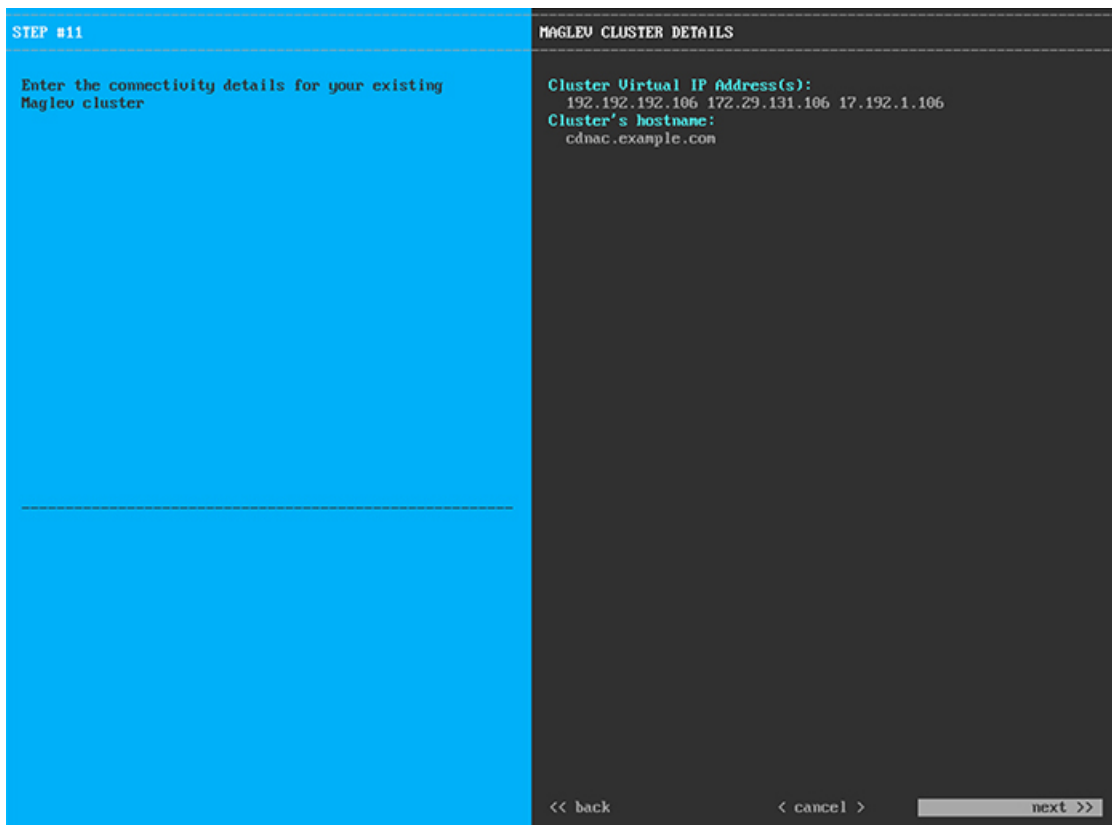 STEP #11
Enter the connectivity details for your existing
Maglev cluster
MAGLEV CLUSTER DETAILS
Cluster Virtual IP Address(s):
192.192.192.106 172.29.131.106 17.192.1.106
Cluster's hostname:
cdnac.example.com
<< back < cancel > next >>